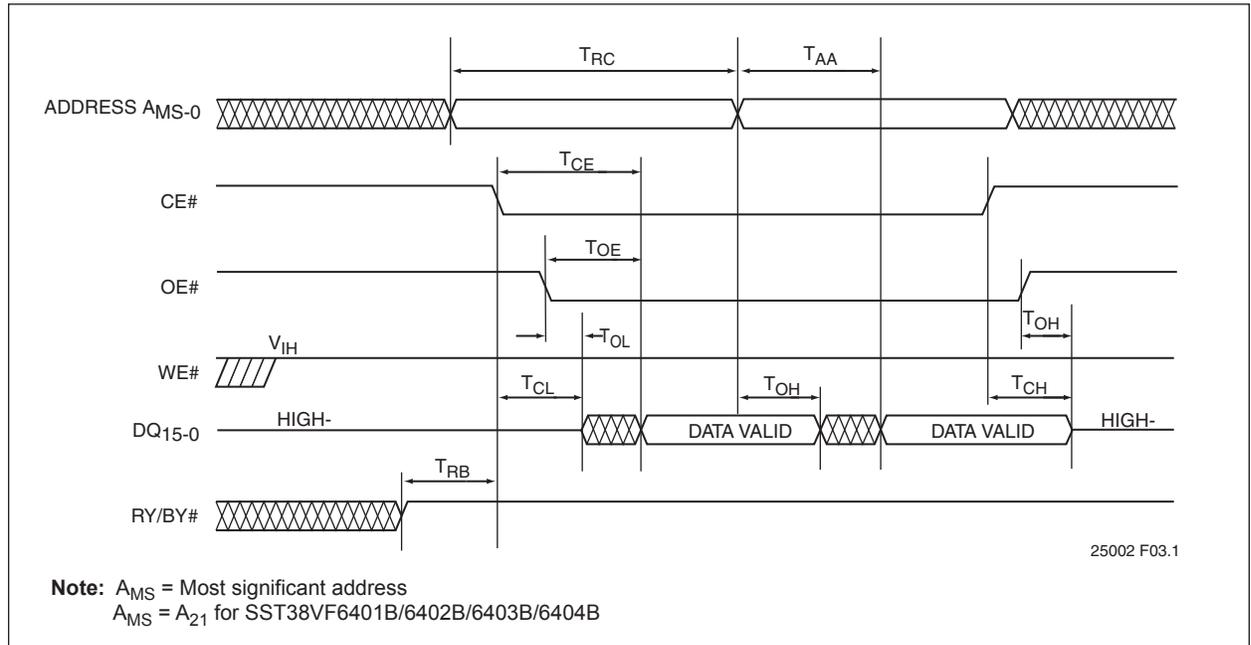 TRC
TAA
ADDRESS AMS-0
TCE
CE#
TOE
OE#
TOH
TOL
VIH
WE#
TCL
TOH
TCH
DQ15-0
HIGH-
DATA VALID
DATA VALID
HIGH-
TRB
RY/BY#
25002 F03.1
Note: AMS = Most significant address
AMS = A21 for SST38VF6401B/6402B/6403B/6404B